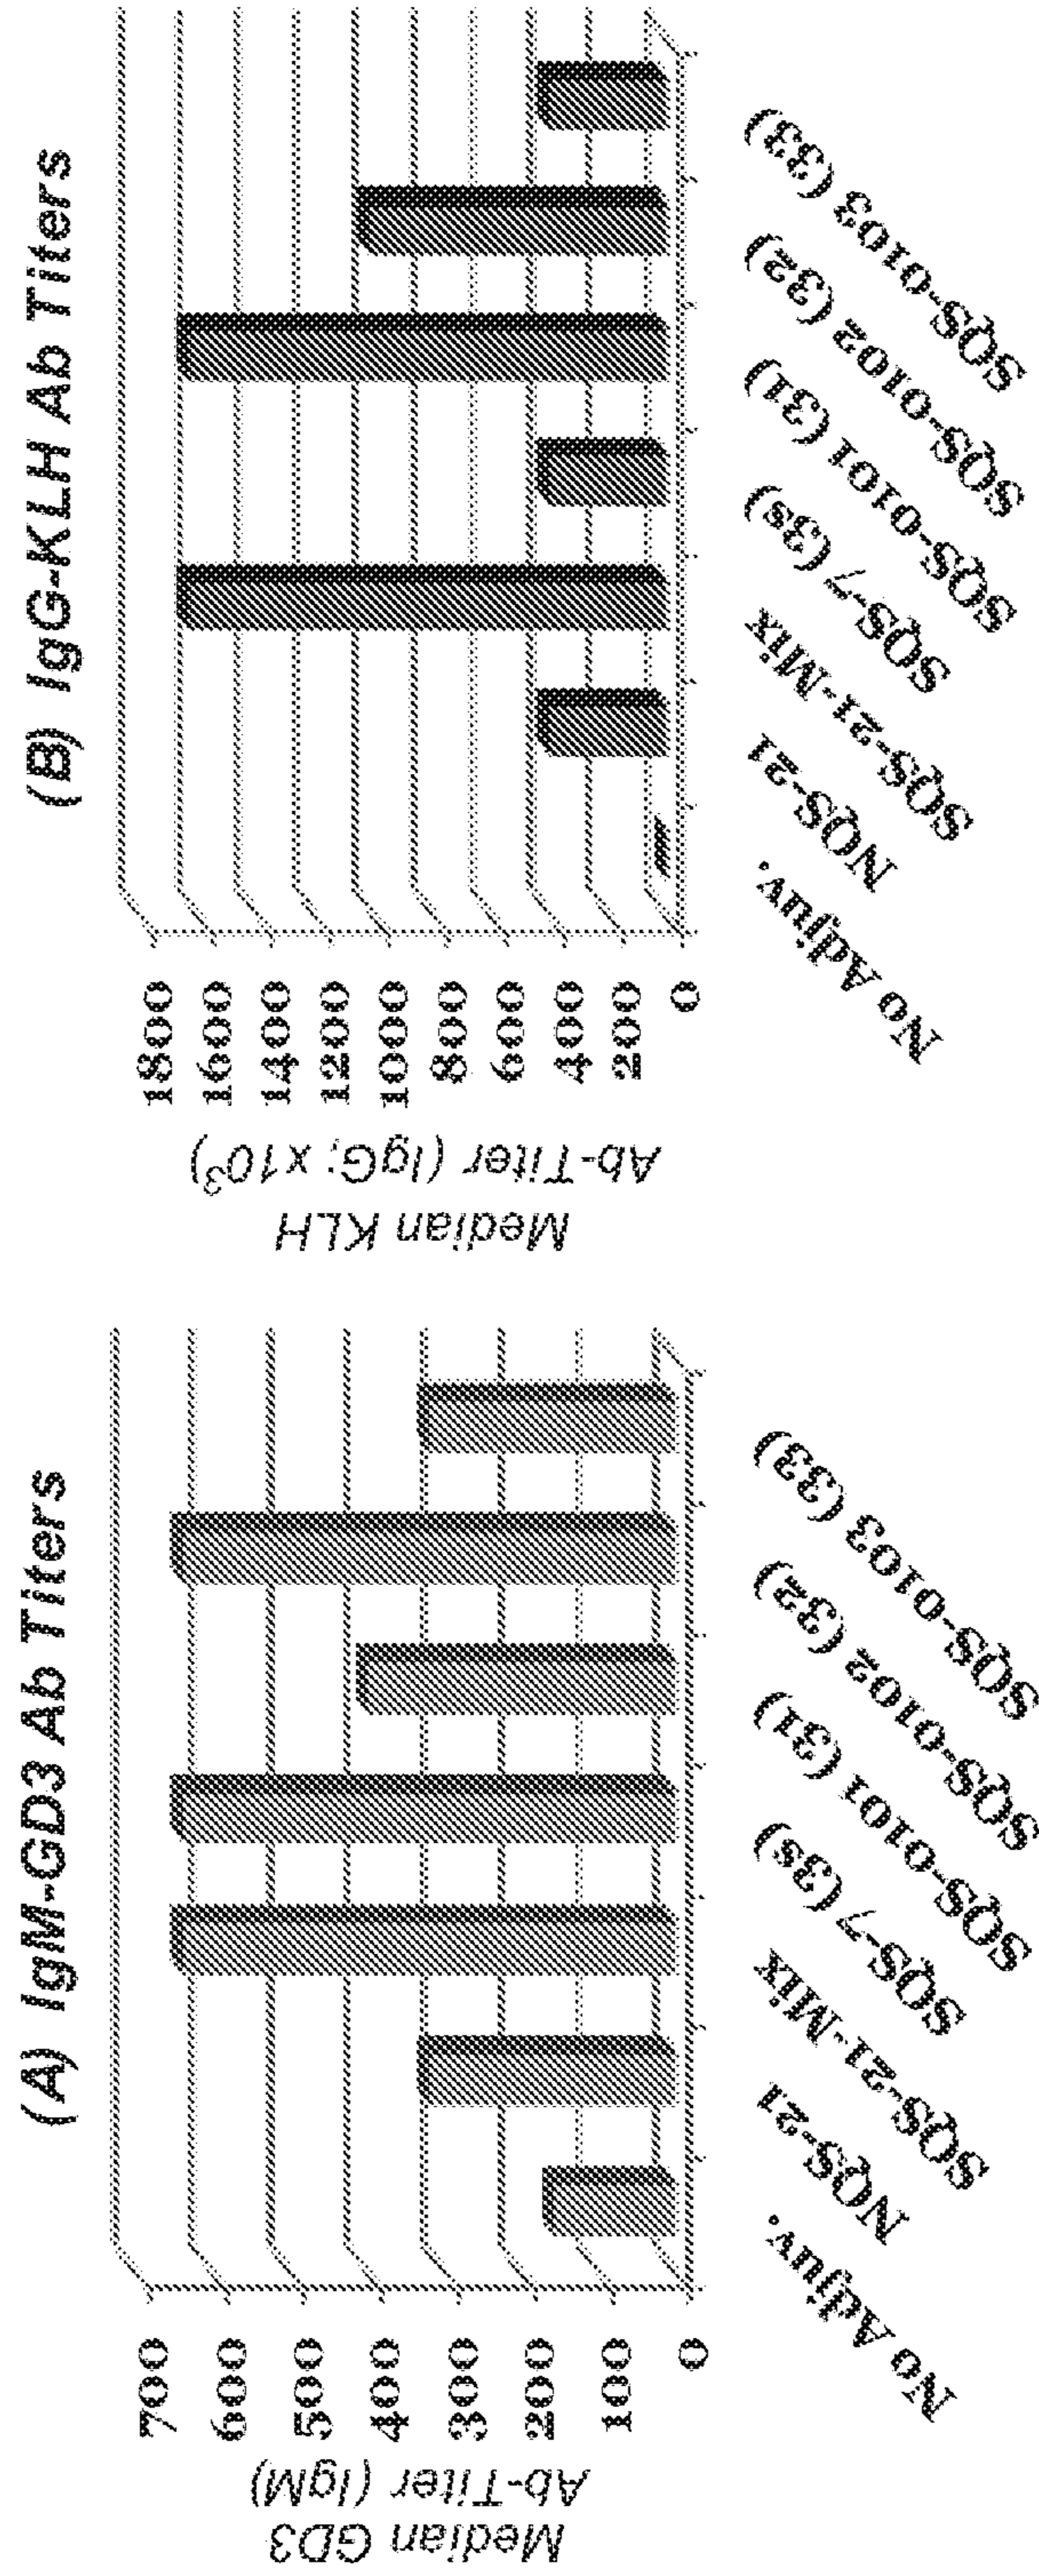 (A) IgM-GD3 Ab Titers
Median GD3
Ab-Titer (IgM)
700
600
500
400
300
200
100
0
No Adjuv.
NQS-21
SQS-21-Mix
SQS-7 (3s)
SQS-0101 (31)
SQS-0102 (32)
SQS-0103 (33)
(B) IgG-KLH Ab Titers
Median KLH
Ab-Titer (IgG; x10³)
1800
1600
1400
1200
1000
800
600
400
200
0
No Adjuv.
NQS-21
SQS-21-Mix
SQS-7 (3s)
SQS-0101 (31)
SQS-0102 (32)
SQS-0103 (33)